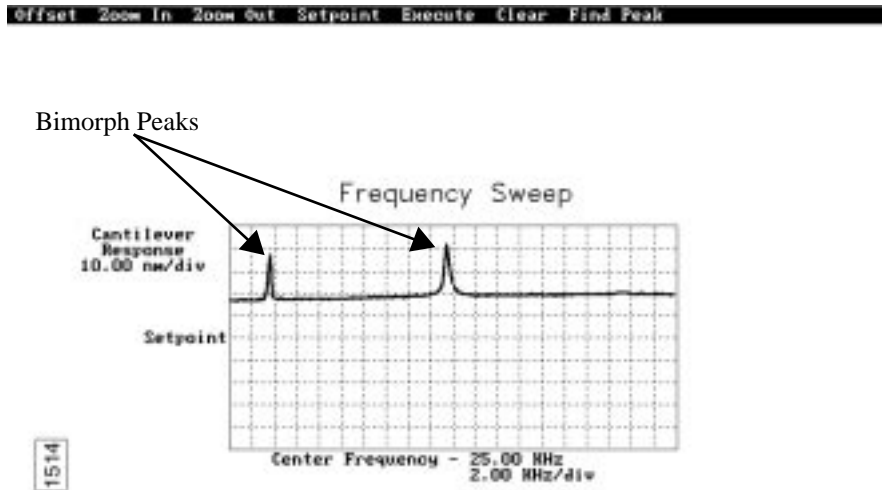 Offset Zoom In Zoom Out Setpoint Execute Clear Find Peak
Bimorph Peaks
Frequency Sweep
Cantilever
Response
10.00 nm/div
Setpoint
Center Frequency - 25.00 KHz
2.00 KHz/div
1514